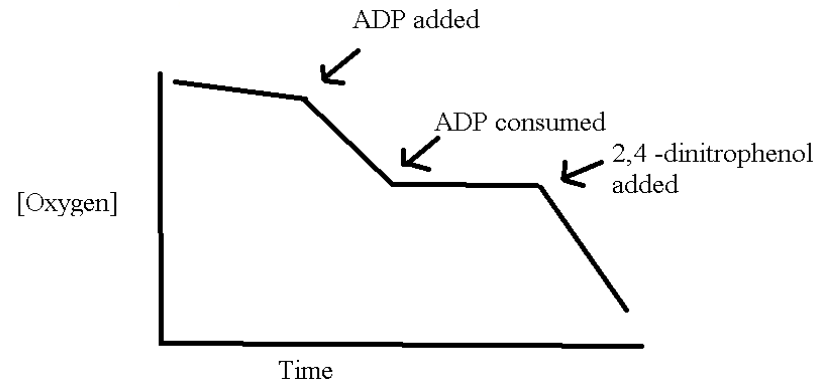 ADP added
ADP consumed
2,4 -dinitrophenol
added
[Oxygen]
Time